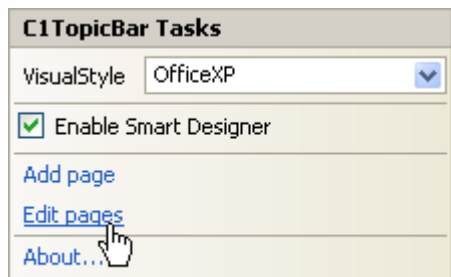 C1TopicBar Tasks
VisualStyle OfficeXP
Enable Smart Designer
Add page
Edit pages
About...